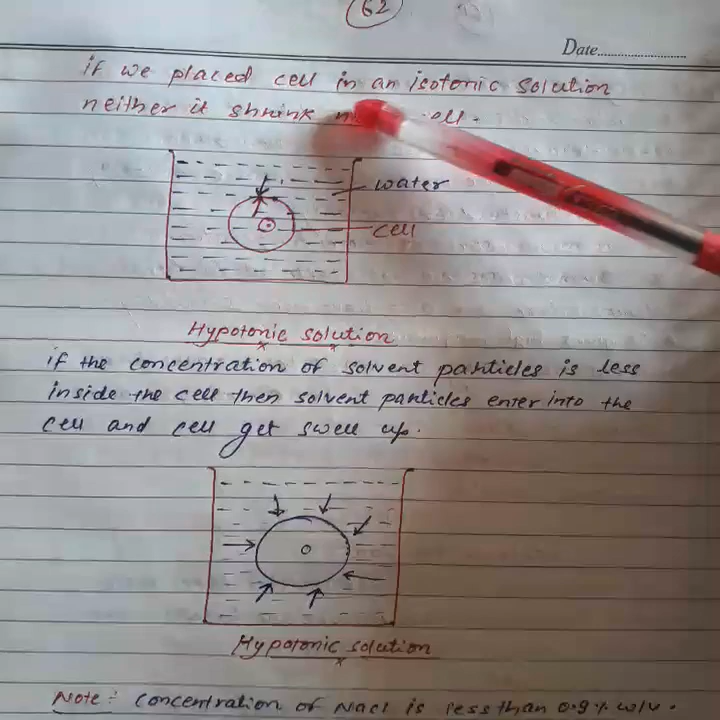 62
Date
if we placed cell in an isotonic solution
neither it shrink
water
cell
Hypotonic solution
if the concentration of solvent particles is less
inside the cell then solvent particles enter into the
cell and cell get swell up.
Hypotonic solution
Note: concentration of NaCl is less than 0.9% w/v.